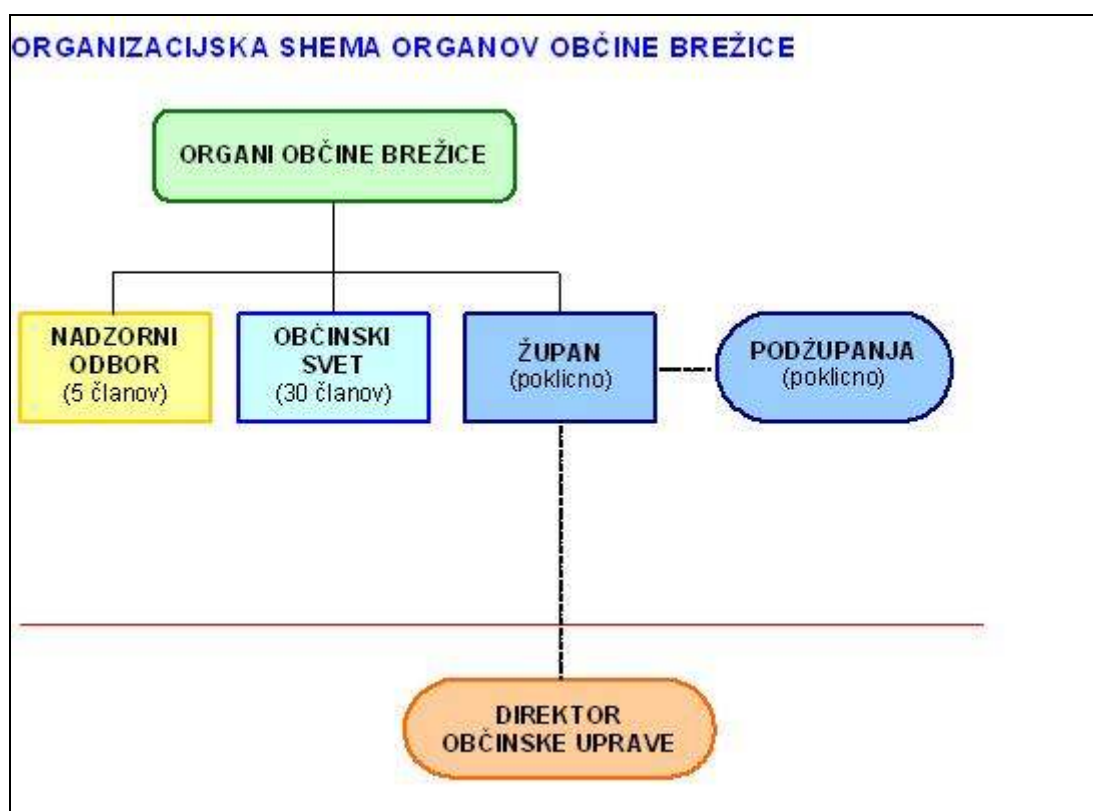 ORGANIZACIJSKA SHEMA ORGANOV OBČINE BREŽICE
ORGANI OBČINE BREŽICE
NADZORNI
ODBOR
(5 članov)
OBČINSKI
SVET
(30 članov)
ŽUPAN
(poklicno)
PODŽUPANJA
(poklicno)
DIREKTOR
OBČINSKE UPRAVE